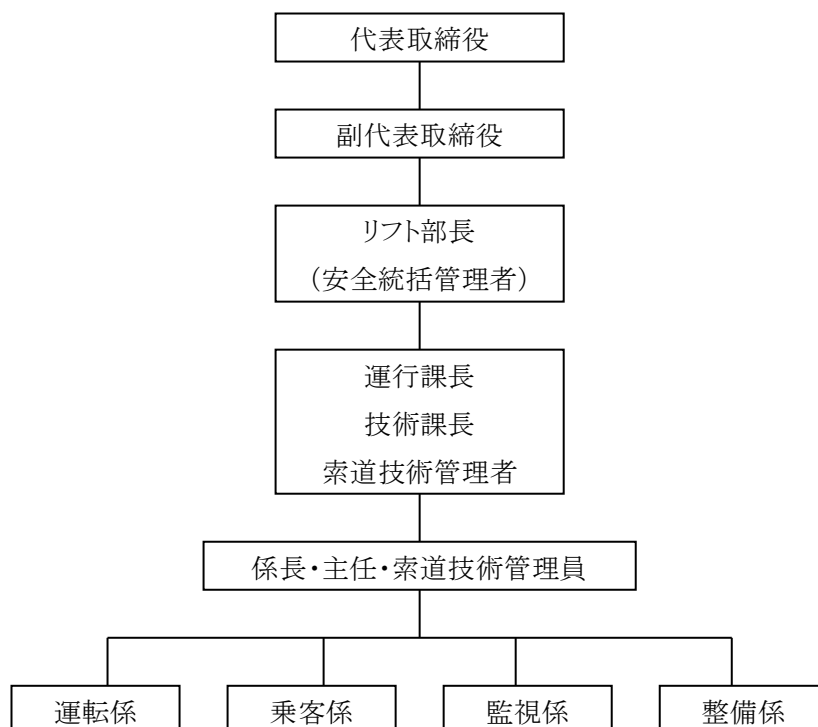 代表取締役
副代表取締役
リフト部長
(安全統括管理者)
運行課長
技術課長
索道技術管理者
係長・主任・索道技術管理員
運転係
乗客係
監視係
整備係